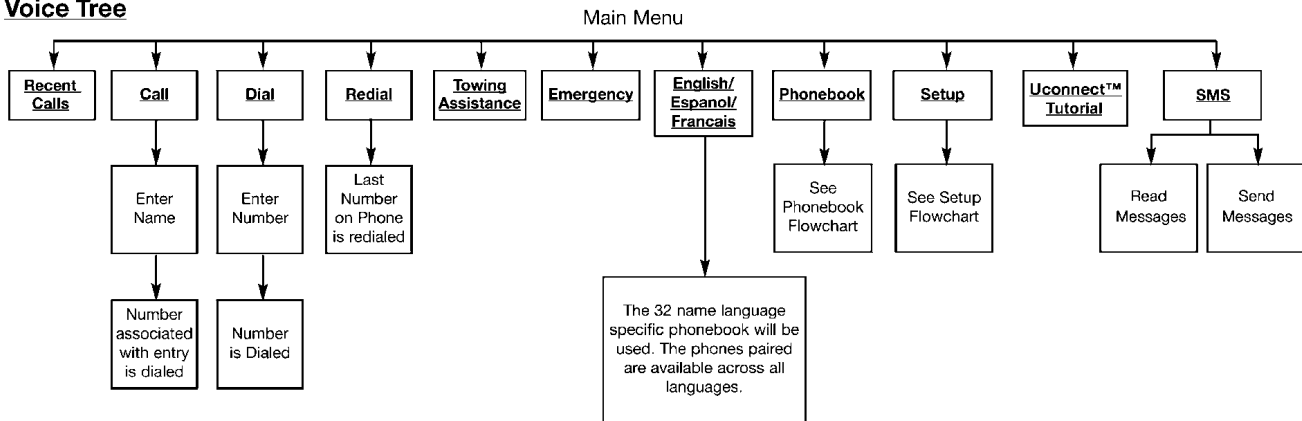 Voice Tree
Main Menu
Recent
Calls
Call
Dial
Redial
Towing
Assistance
Emergency
English/
Espanol/
Francais
Phonebook
Setup
Uconnect™
Tutorial
SMS
Enter
Name
Enter
Number
Last
Number
on Phone
is redialed
See
Phonebook
Flowchart
See Setup
Flowchart
Read
Messages
Send
Messages
Number
associated
with entry
is dialed
Number
is Dialed
The 32 name language
specific phonebook will be
used. The phones paired
are available across all
languages.